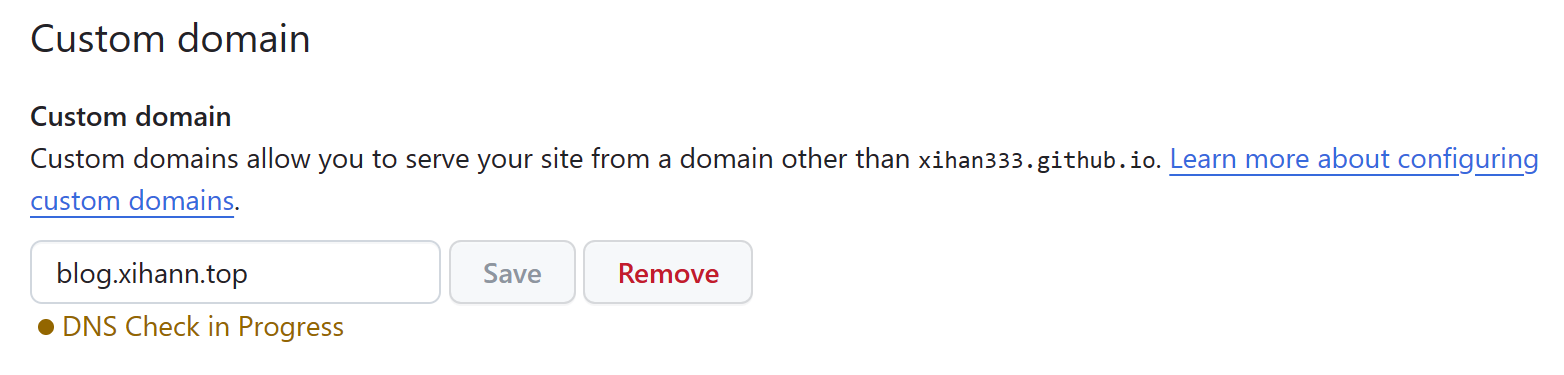 Custom domain
Custom domain
Custom domains allow you to serve your site from a domain other than xihan333.github.io. Learn more about configuring
custom domains.
blog.xihann.top Save Remove
DNS Check in Progress